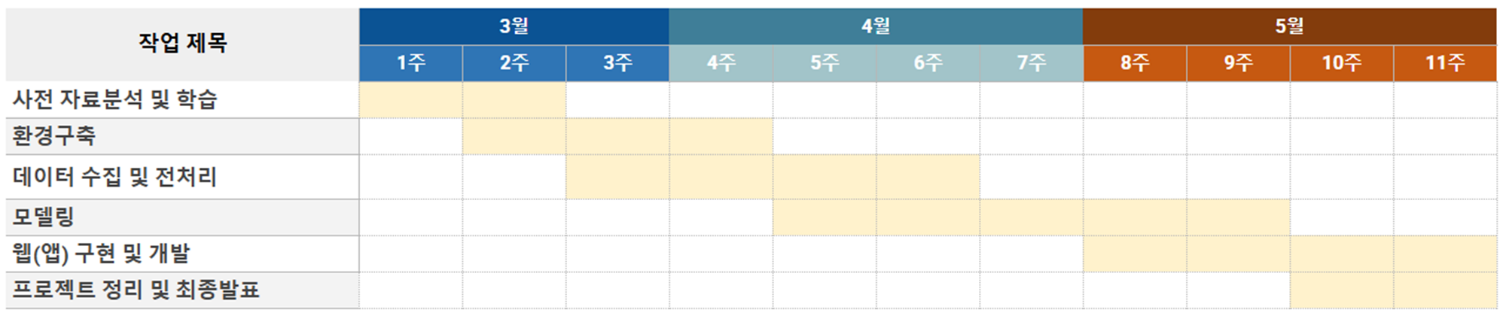 작업 제목
3월 4월 5월
1주 2주 3주 4주 5주 6주 7주 8주 9주 10주 11주
사전 자료분석 및 학습
환경구축
데이터 수집 및 전처리
모델링
웹(앱) 구현 및 개발
프로젝트 정리 및 최종발표